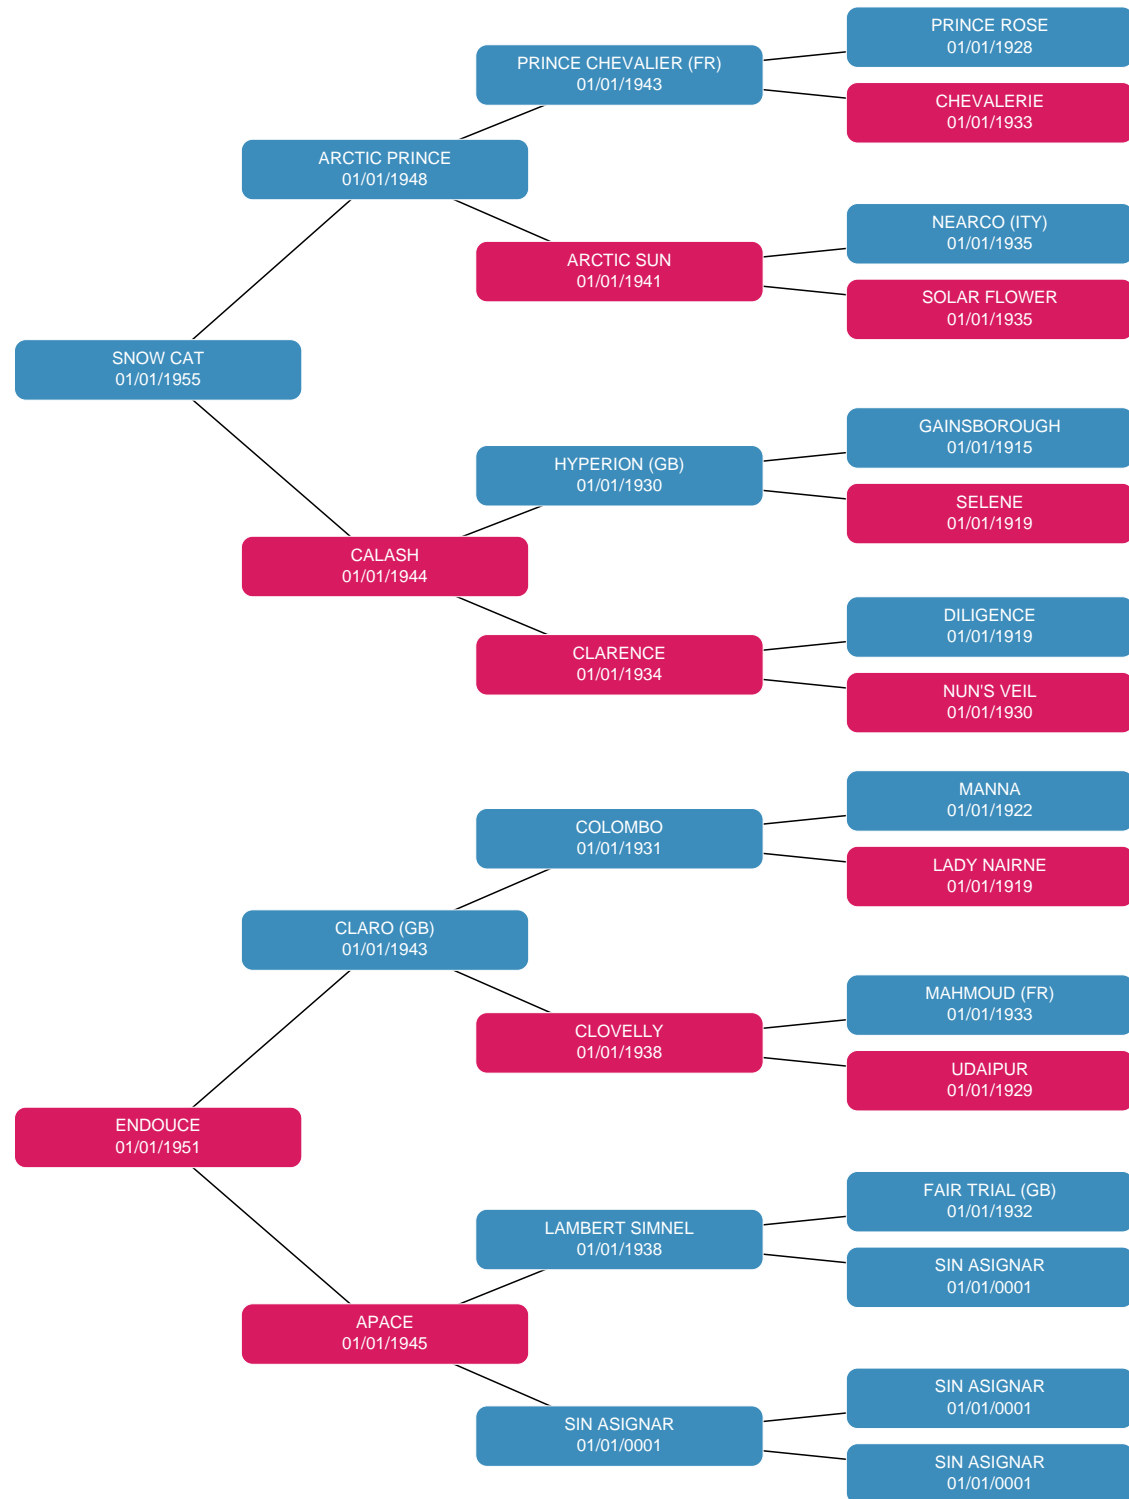 PRINCE ROSE
01/01/1928
PRINCE CHEVALIER (FR)
01/01/1943
CHEVALERIE
01/01/1933
ARCTIC PRINCE
01/01/1948
NEARCO (ITY)
01/01/1935
ARCTIC SUN
01/01/1941
SOLAR FLOWER
01/01/1935
SNOW CAT
01/01/1955
GAINSBOROUGH
01/01/1915
HYPERION (GB)
01/01/1930
SELENE
01/01/1919
CALASH
01/01/1944
DILIGENCE
01/01/1919
CLARENCE
01/01/1934
NUN'S VEIL
01/01/1930
MANNA
01/01/1922
COLOMBO
01/01/1931
LADY NAIRNE
01/01/1919
CLARO (GB)
01/01/1943
MAHMOUD (FR)
01/01/1933
CLOVELLY
01/01/1938
UDAIPUR
01/01/1929
ENDOUCE
01/01/1951
FAIR TRIAL (GB)
01/01/1932
LAMBERT SIMNEL
01/01/1938
SIN ASIGNAR
01/01/0001
APACE
01/01/1945
SIN ASIGNAR
01/01/0001
SIN ASIGNAR
01/01/0001
SIN ASIGNAR
01/01/0001